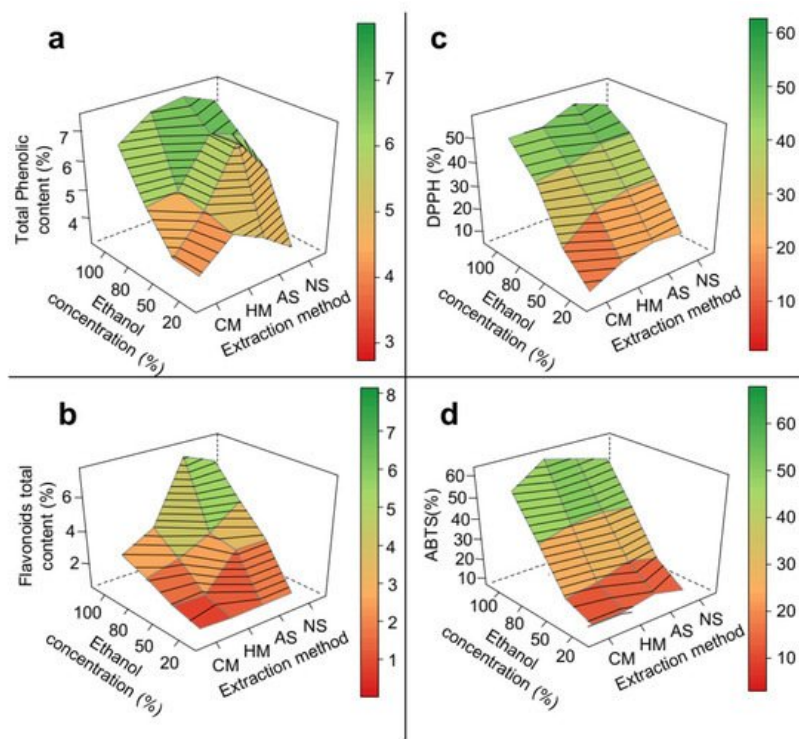 a
Total Phenolic
content (%)
7
6
5
4
100
80
50
20
Ethanol
concentration (%)
CM
HM
AS
NS
Extraction method
7
6
5
4
3
c
DPPH (%)
50
40
30
20
10
100
80
50
20
Ethanol
concentration (%)
CM
HM
AS
NS
Extraction method
60
50
40
30
20
10
b
Flavonoids total
content (%)
6
4
2
100
80
50
20
Ethanol
concentration (%)
CM
HM
AS
NS
Extraction method
8
7
6
5
4
3
2
1
d
ABTS(%)
60
50
40
30
20
10
100
80
50
20
Ethanol
concentration (%)
CM
HM
AS
NS
Extraction method
60
50
40
30
20
10